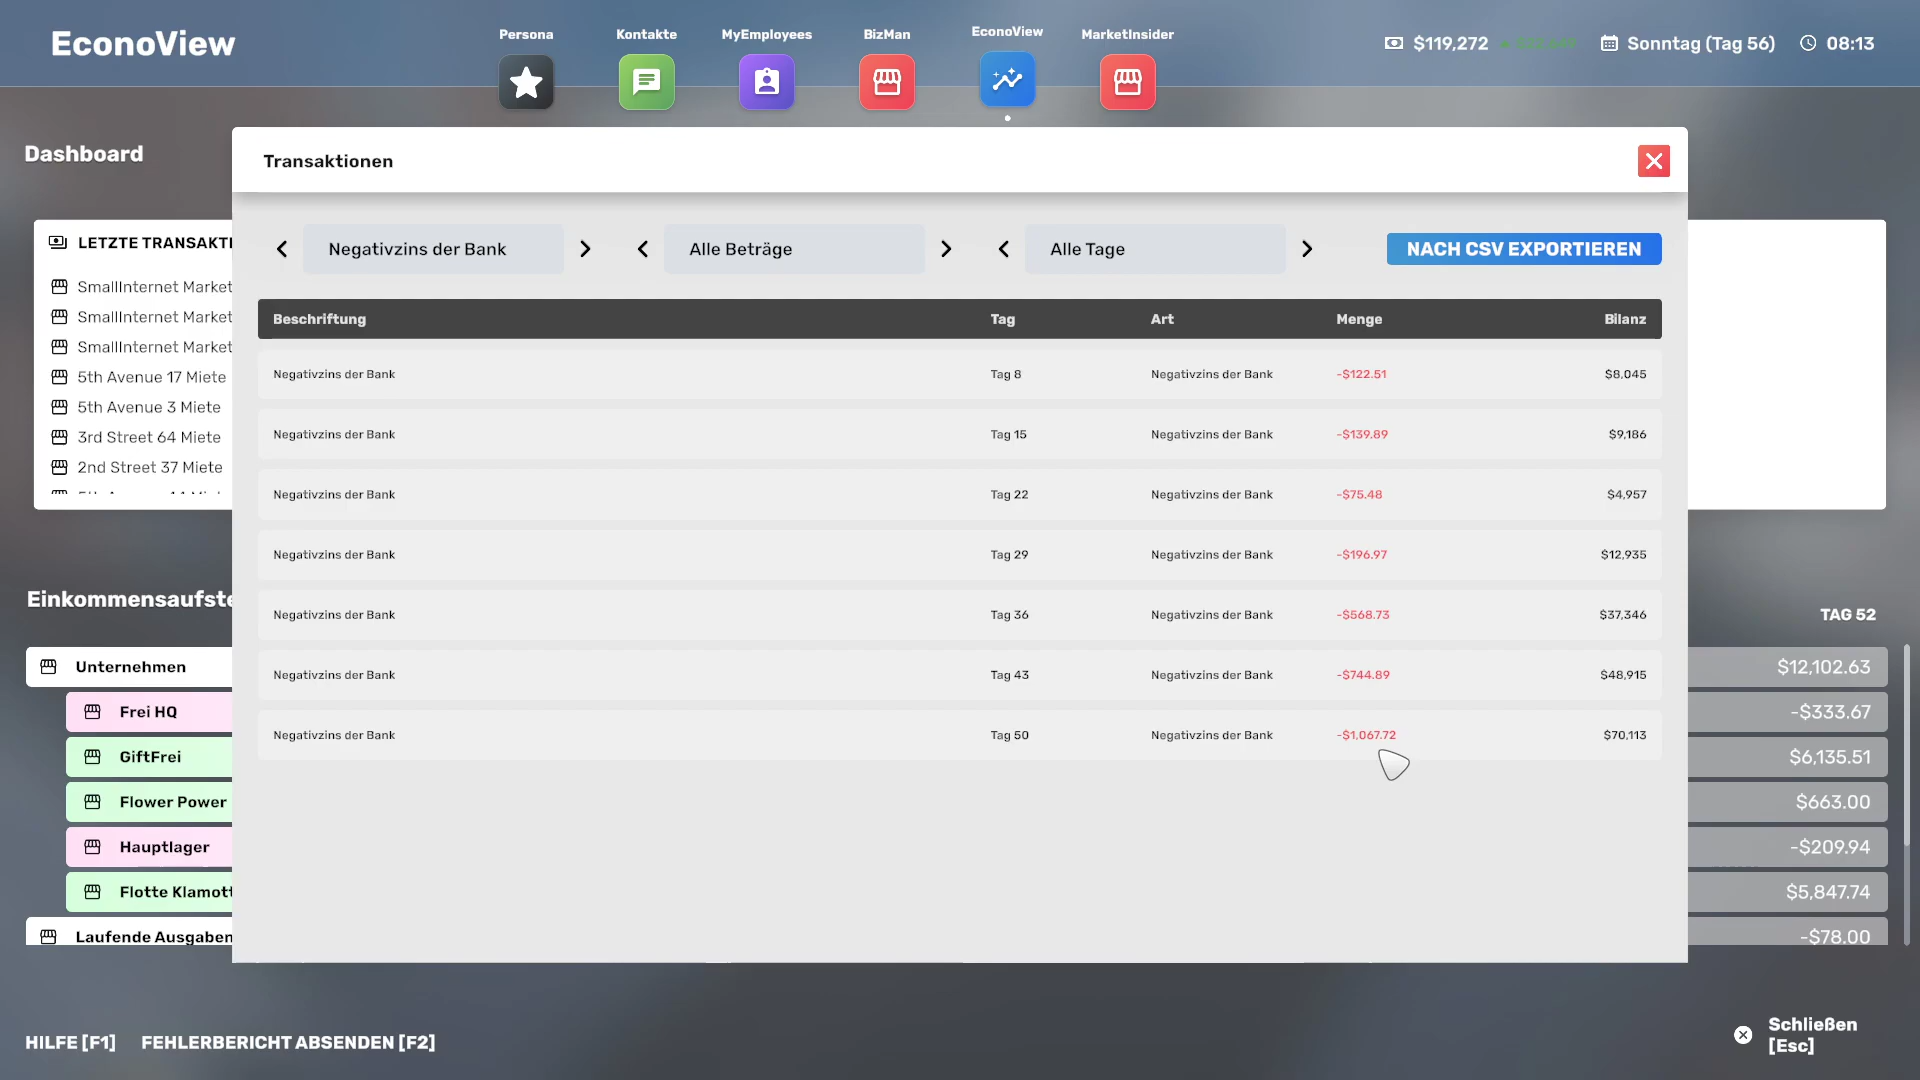 EconoView
Persona
Kontakte
MyEmployees
BizMan
EconoView
MarketInsider
$119,272
Sonntag (Tag 56)
08:13
Dashboard
Transaktionen
LETZTE TRANSAKTI
SmallInternet Market
SmallInternet Market
SmallInternet Market
5th Avenue 17 Miete
5th Avenue 3 Miete
3rd Street 64 Miete
2nd Street 37 Miete
Negativzins der Bank
Alle Beträge
Alle Tage
NACH CSV EXPORTIEREN
Beschriftung Tag Art Menge Bilanz
Negativzins der Bank Tag 8 Negativzins der Bank -$122.51 $8,045
Negativzins der Bank Tag 15 Negativzins der Bank -$139.89 $9,186
Negativzins der Bank Tag 22 Negativzins der Bank -$75.48 $4,957
Negativzins der Bank Tag 29 Negativzins der Bank -$196.97 $12,935
Negativzins der Bank Tag 36 Negativzins der Bank -$568.73 $37,346
Negativzins der Bank Tag 43 Negativzins der Bank -$744.89 $48,915
Negativzins der Bank Tag 50 Negativzins der Bank -$1,067.72 $70,113
Einkommensaufste
TAG 52
Unternehmen $12,102.63
Frei HQ -$333.67
GiftFrei $6,135.51
Flower Power $663.00
Hauptlager -$209.94
Flotte Klamott $5,847.74
Laufende Ausgaben -$78.00
HILFE [F1]
FEHLERBERICHT ABSENDEN [F2]
Schließen
[Esc]